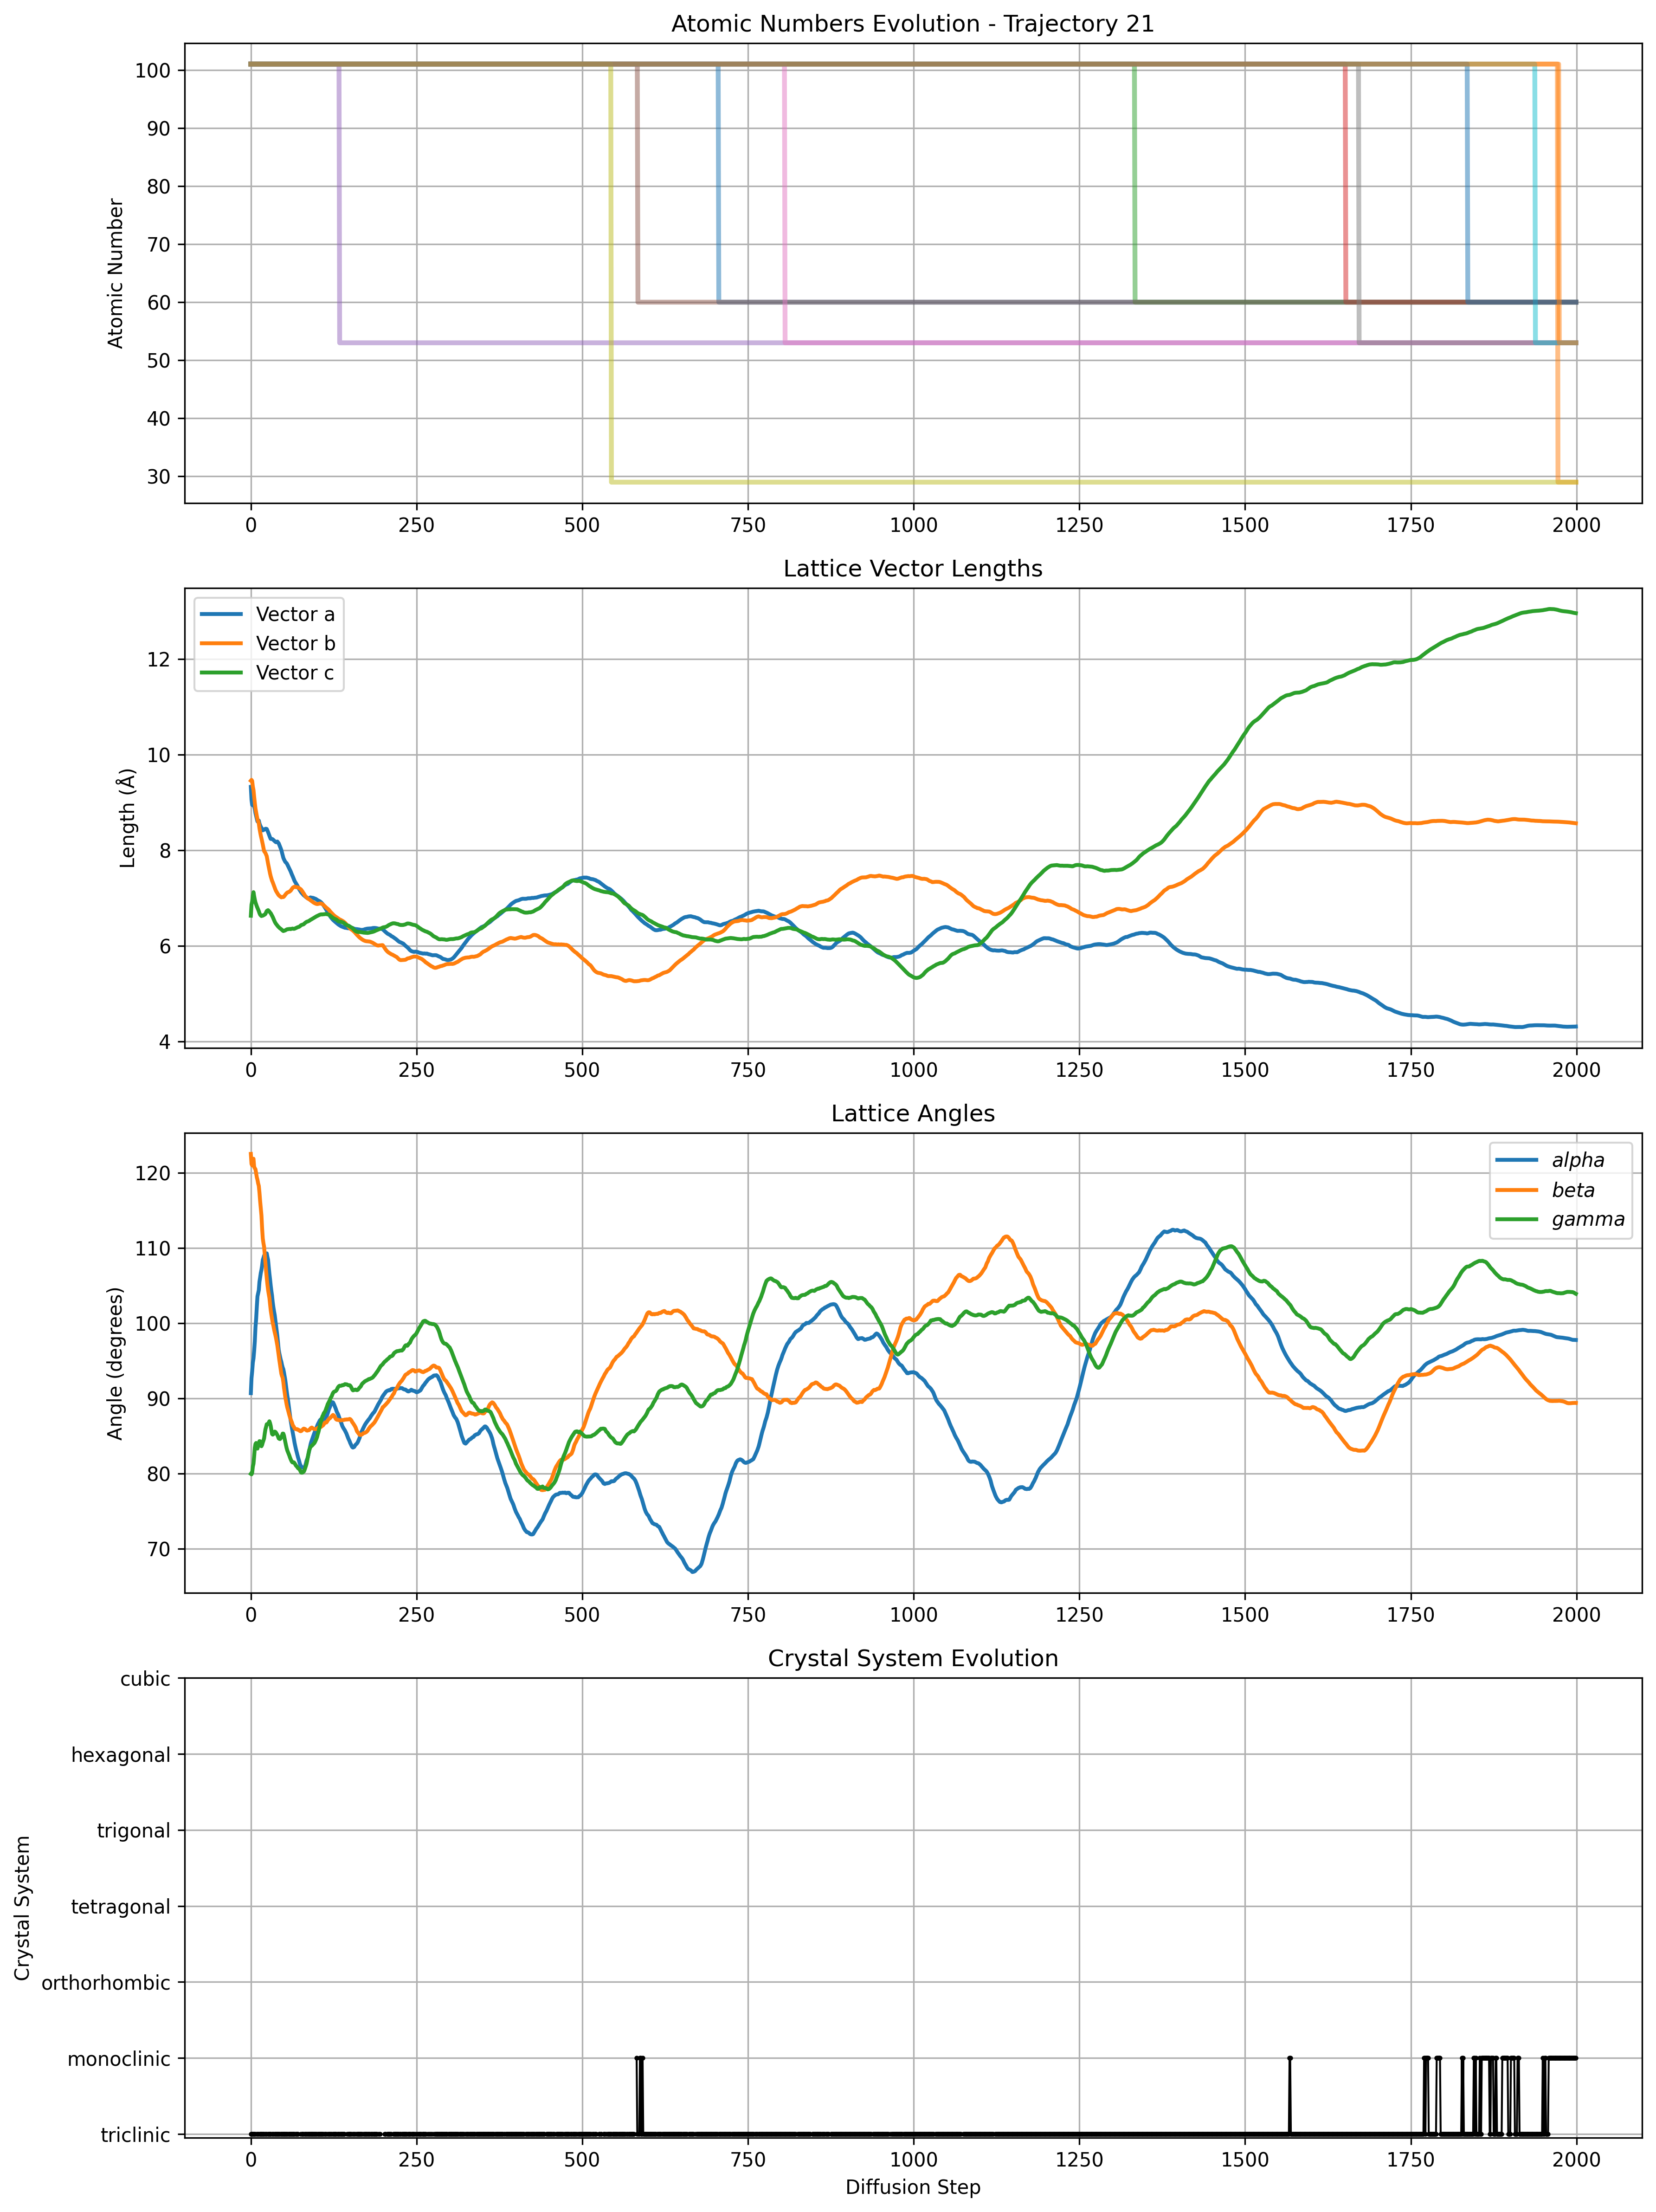 Atomic Numbers Evolution - Trajectory 21
Atomic Number
100
90
80
70
60
50
40
30
0 250 500 750 1000 1250 1500 1750 2000
Lattice Vector Lengths
Length (Å)
Vector a
Vector b
Vector c
12
10
8
6
4
0 250 500 750 1000 1250 1500 1750 2000
Lattice Angles
Angle (degrees)
alpha
beta
gamma
120
110
100
90
80
70
0 250 500 750 1000 1250 1500 1750 2000
Crystal System Evolution
Crystal System
cubic
hexagonal
trigonal
tetragonal
orthorhombic
monoclinic
triclinic
0 250 500 750 1000 1250 1500 1750 2000
Diffusion Step